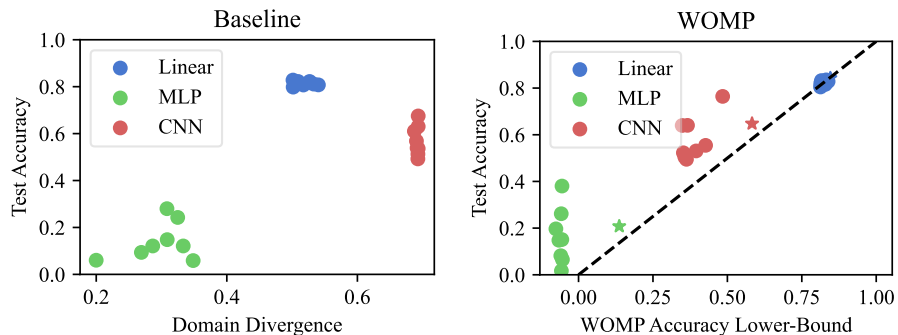 Baseline
1.0
0.8
0.6
0.4
0.2
0.0
Test Accuracy
Linear
MLP
CNN
0.2
0.4
0.6
Domain Divergence
WOMP
1.0
0.8
0.6
0.4
0.2
0.0
Test Accuracy
Linear
MLP
CNN
0.00
0.25
0.50
0.75
1.00
WOMP Accuracy Lower-Bound